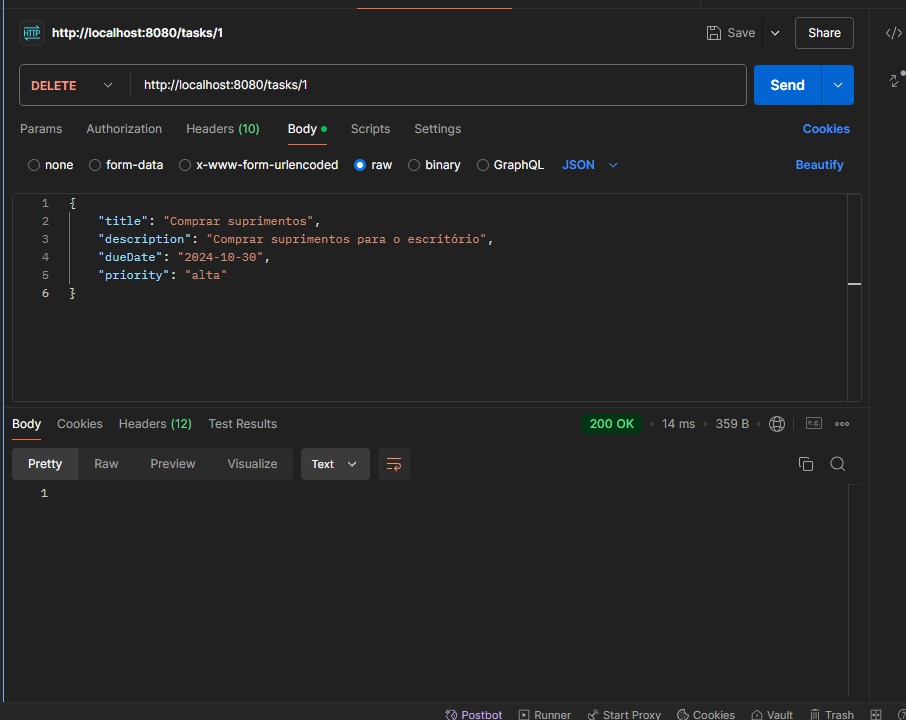 HTTP http://localhost:8080/tasks/1 Save Share
DELETE http://localhost:8080/tasks/1 Send
Params Authorization Headers (10) Body Scripts Settings Cookies
none form-data x-www-form-urlencoded raw binary GraphQL JSON Beautify
1 {
2 "title": "Comprar suprimentos",
3 "description": "Comprar suprimentos para o escritório",
4 "dueDate": "2024-10-30",
5 "priority": "alta"
6 }
Body Cookies Headers (12) Test Results 200 OK 14 ms 359 B e.g.
Pretty Raw Preview Visualize Text
1
Postbot Runner Start Proxy Cookies Vault Trash